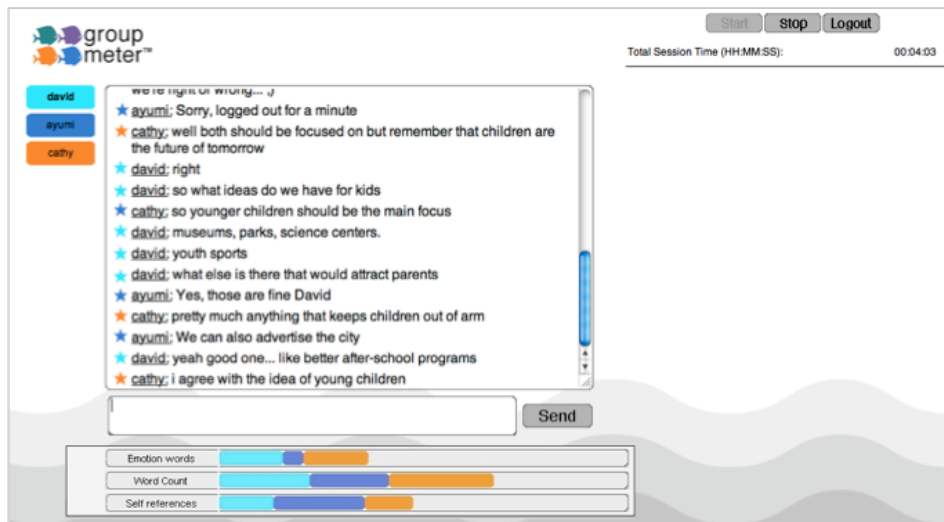 group
meter™
Start Stop Logout
Total Session Time (HH:MM:SS): 00:04:03
david
ayumi
cathy
we're right or wrong... ;)
ayumi: Sorry, logged out for a minute
cathy: well both should be focused on but remember that children are
the future of tomorrow
david: right
david: so what ideas do we have for kids
cathy: so younger children should be the main focus
david: museums, parks, science centers.
david: youth sports
david: what else is there that would attract parents
ayumi: Yes, those are fine David
cathy: pretty much anything that keeps children out of arm
ayumi: We can also advertise the city
david: yeah good one... like better after-school programs
cathy: i agree with the idea of young children
Send
Emotion words
Word Count
Self references